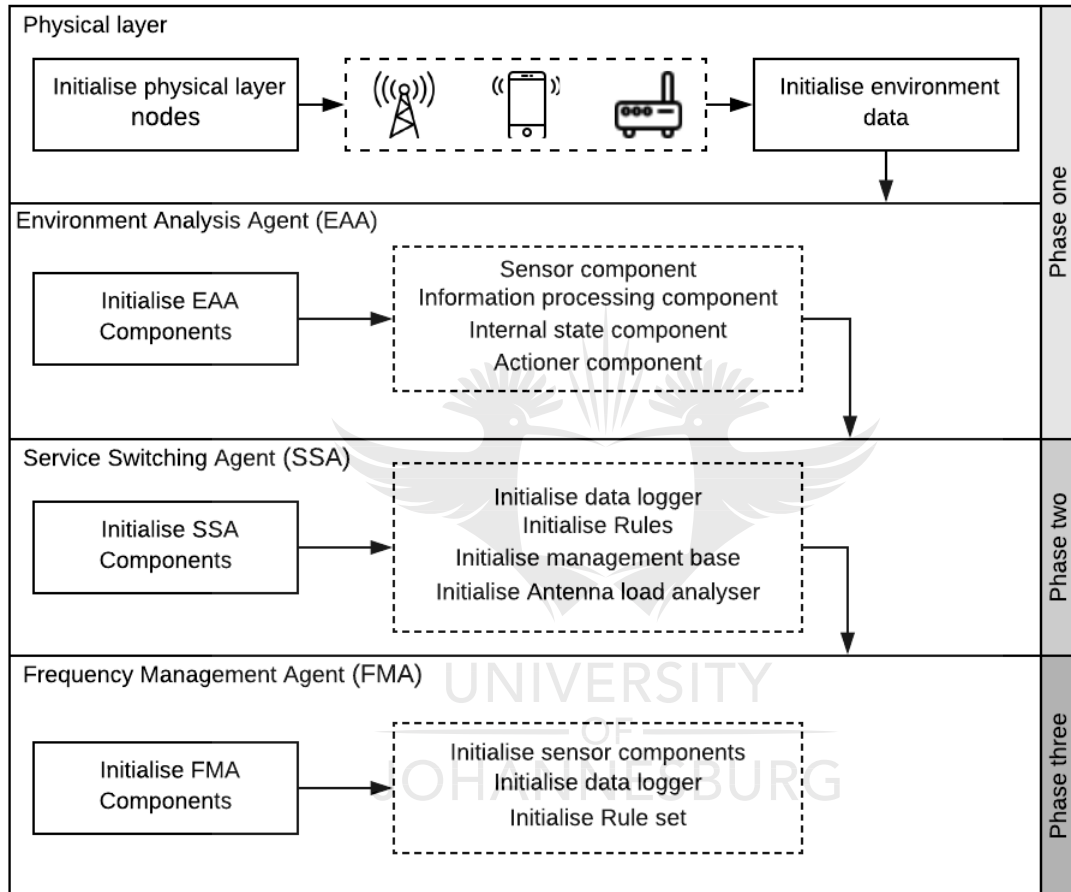 Physical layer
Initialise physical layer
nodes
Initialise environment
data
Phase one
Environment Analysis Agent (EAA)
Initialise EAA
Components
Sensor component
Information processing component
Internal state component
Actioner component
Service Switching Agent (SSA)
Initialise SSA
Components
Initialise data logger
Initialise Rules
Initialise management base
Initialise Antenna load analyser
Phase two
Frequency Management Agent (FMA)
Initialise FMA
Components
Initialise sensor components
Initialise data logger
Initialise Rule set
Phase three
UNIVERSITY
OF
JOHANNESBURG